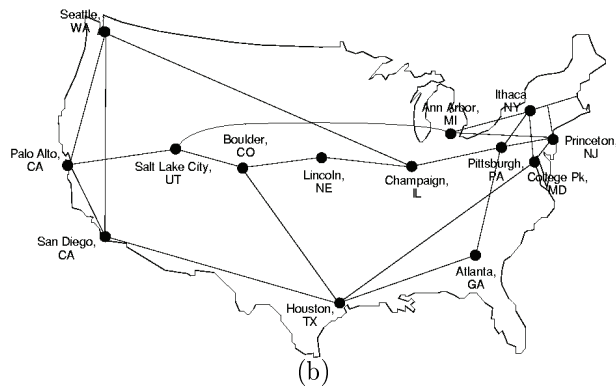 Seattle,
WA
Ithaca
NY
Ann Arbor,
MI
Princeton,
NJ
Boulder,
CO
Palo Alto,
CA
Salt Lake City,
UT
Lincoln,
NE
Champaign,
IL
Pittsburgh,
PA
College Pk,
MD
San Diego,
CA
Atlanta,
GA
Houston,
TX
(b)